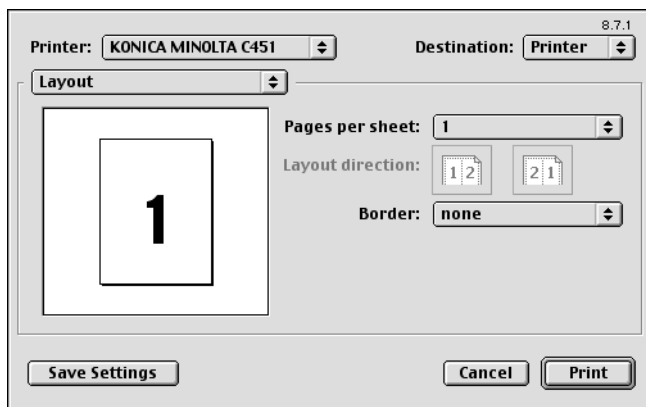 8.7.1
Printer: KONICA MINOLTA C451 Destination: Printer
Layout
Pages per sheet: 1
Layout direction: 1 2 2 1
1
Border: none
Save Settings Cancel Print